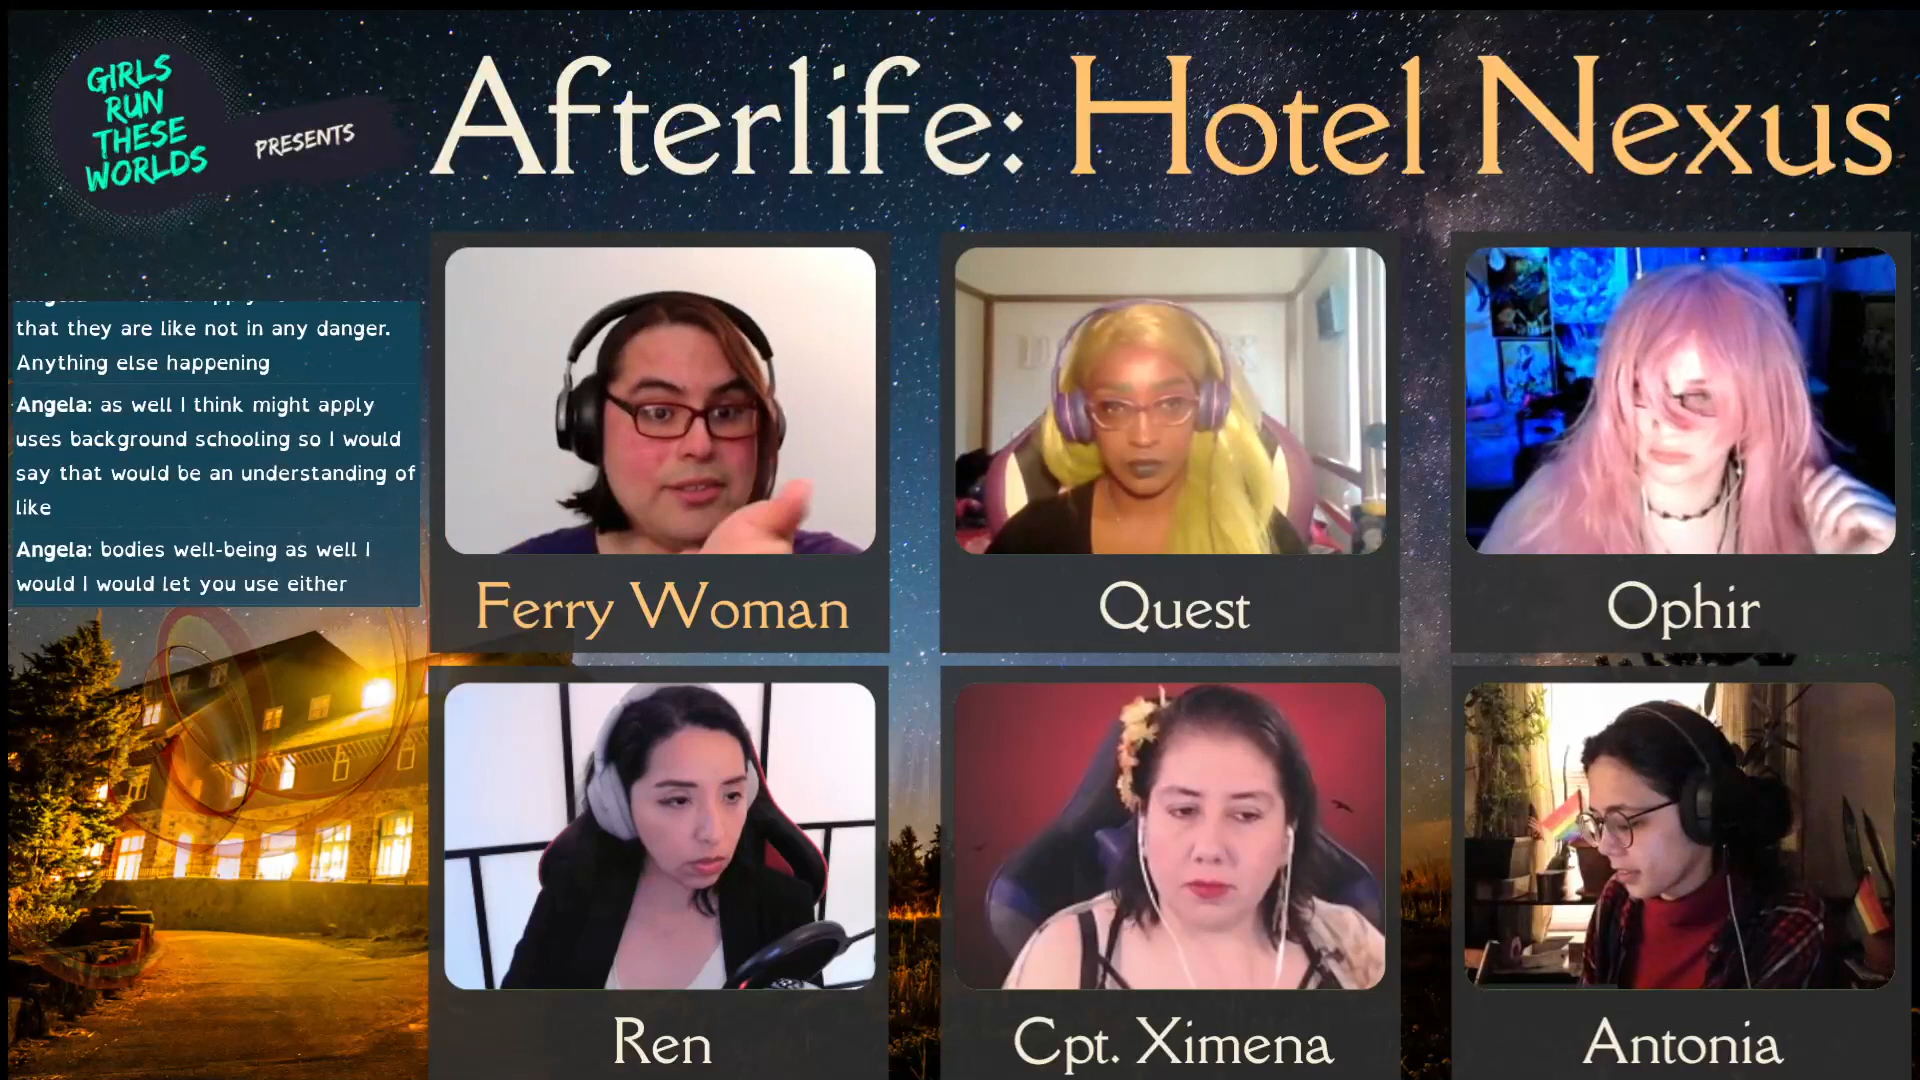 GIRLS
RUN
THESE
WORLDS
PRESENTS
Afterlife: Hotel Nexus
that they are like not in any danger.
Anything else happening
Angela: as well I think might apply
uses background schooling so I would
say that would be an understanding of
like
Angela: bodies well-being as well I
would I would let you use either
Ferry Woman
Quest
Ophir
Ren
Cpt. Ximena
Antonia